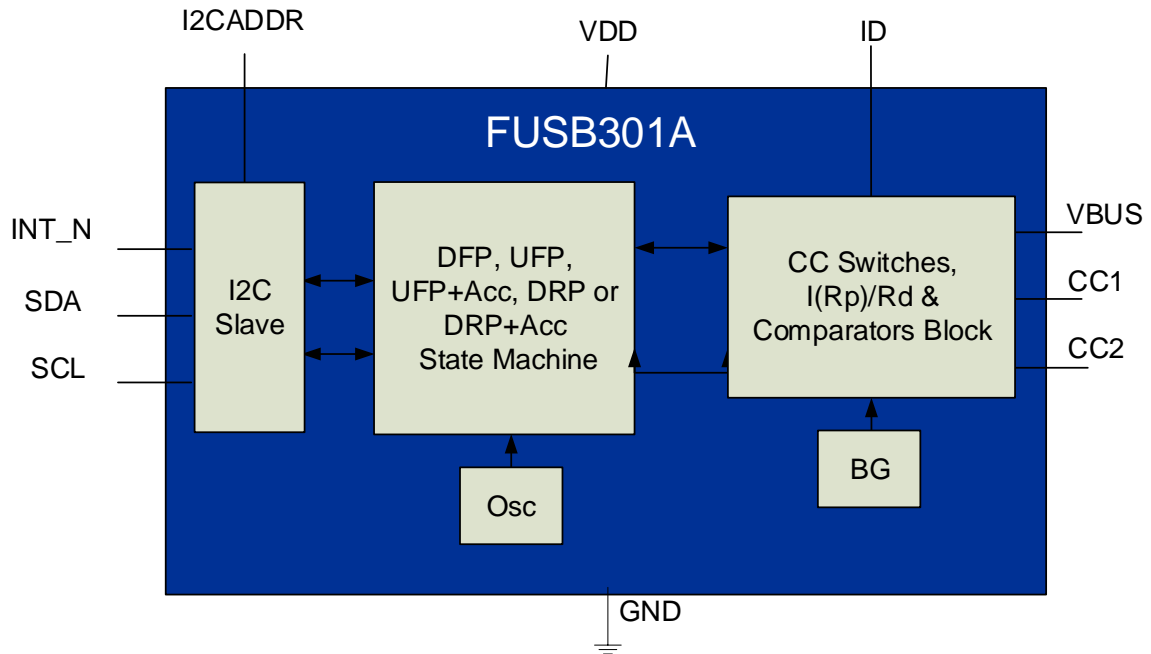 I2CADDR
VDD
ID
FUSB301A
INT_N
SDA
SCL
I2C
Slave
DFP, UFP,
UFP+Acc, DRP or
DRP+Acc
State Machine
CC Switches,
I(Rp)/Rd &
Comparators Block
VBUS
CC1
CC2
Osc
BG
GND